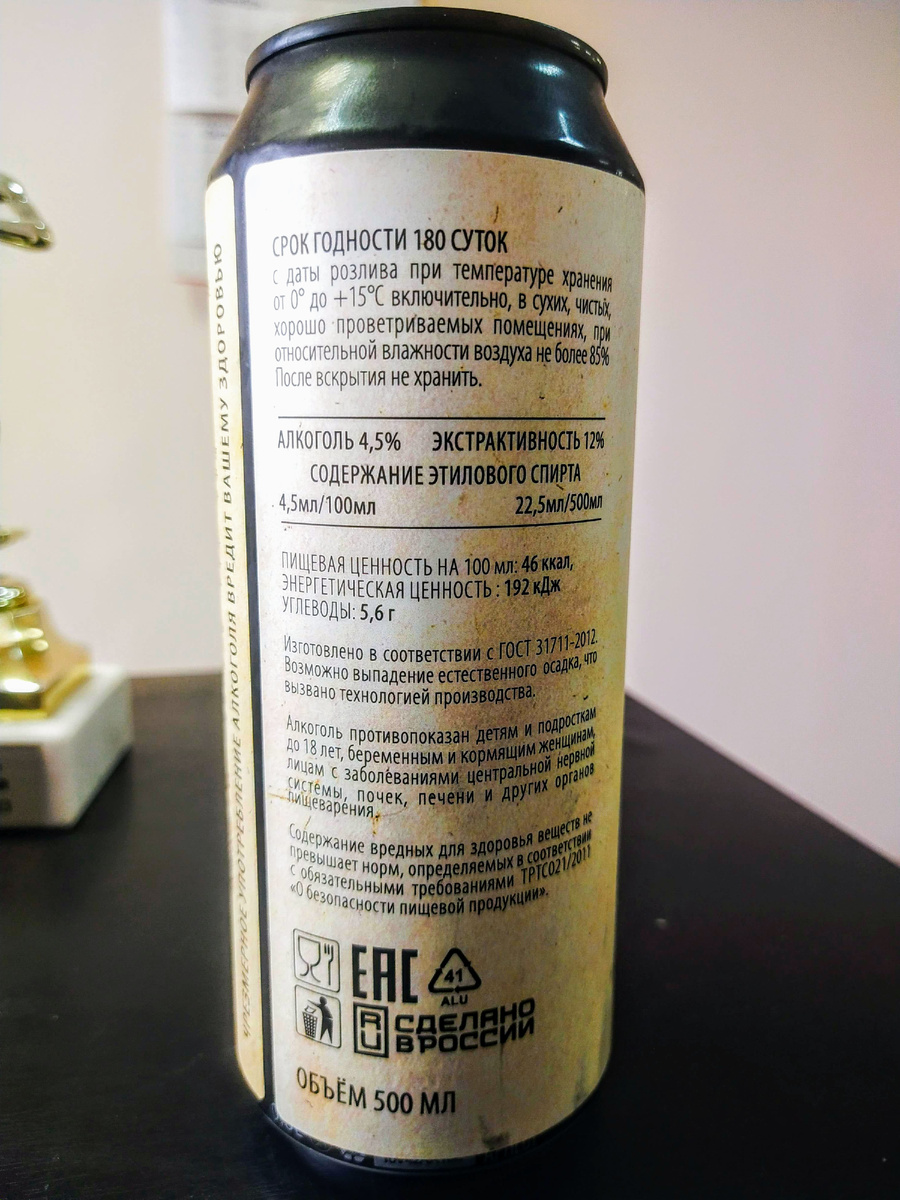 СРОК ГОДНОСТИ 180 СУТОК
с даты розлива при температуре хранения
от 0° до +15°С включительно, в сухих, чистых,
хорошо проветриваемых помещениях, при
относительной влажности воздуха не более 85%
После вскрытия не хранить.
АЛКОГОЛЬ 4,5% ЭКСТРАКТИВНОСТЬ 12%
СОДЕРЖАНИЕ ЭТИЛОВОГО СПИРТА
4,5мл/100мл 22,5мл/500мл
ПИЩЕВАЯ ЦЕННОСТЬ НА 100 мл: 46 ккал,
ЭНЕРГЕТИЧЕСКАЯ ЦЕННОСТЬ : 192 кДж
УГЛЕВОДЫ: 5,6 г
Изготовлено в соответствии с ГОСТ 31711-2012.
Возможно выпадение естественного осадка, что
вызвано технологией производства.
Алкоголь противопоказан детям и подросткам
до 18 лет, беременным и кормящим женщинам,
лицам с заболеваниями центральной нервной
системы, почек, печени и других органов
пищеварения.
Содержание вредных для здоровья веществ не
превышает норм, определяемых в соответствии
с обязательными требованиями ТРТС021/2011
«О безопасности пищевой продукции».
ЕАС
41
ALU
RU
СДЕЛАНО
В РОССИИ
ОБЪЁМ 500 МЛ
ЧРЕЗМЕРНОЕ УПОТРЕБЛЕНИЕ АЛКОГОЛЯ ВРЕДИТ ВАШЕМУ ЗДОРОВЬЮ